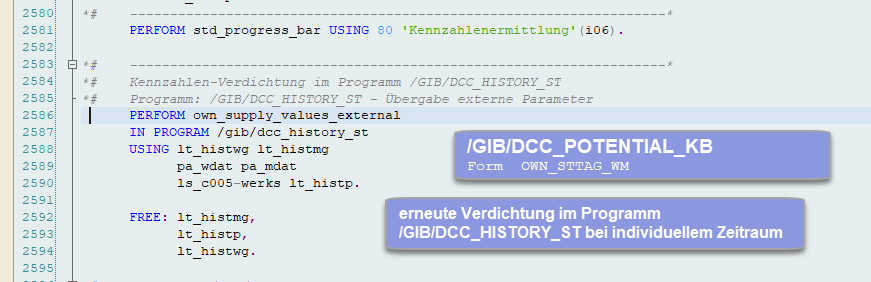 2580 *# --------------------------------------------------------------------*
2581 PERFORM std_progress_bar USING 80 'Kennzahlenermittlung'(i06).
2582
2583 *# --------------------------------------------------------------------*
2584 *# Kennzahlen-Verdichtung im Programm /GIB/DCC_HISTORY_ST
2585 *# Programm: /GIB/DCC_HISTORY_ST - Übergabe externe Parameter
2586 PERFORM own_supply_values_external
2587 IN PROGRAM /gib/dcc_history_st
2588 USING lt_histwg lt_histmg
2589 pa_wdat pa_mdat
2590 ls_c005-werks lt_histp.
2591
2592 FREE: lt_histmg,
2593 lt_histp,
2594 lt_histwg.
2595
/GIB/DCC_POTENTIAL_KB
Form OWN_STTAG_WM
erneute Verdichtung im Programm
/GIB/DCC_HISTORY_ST bei individuellem Zeitraum